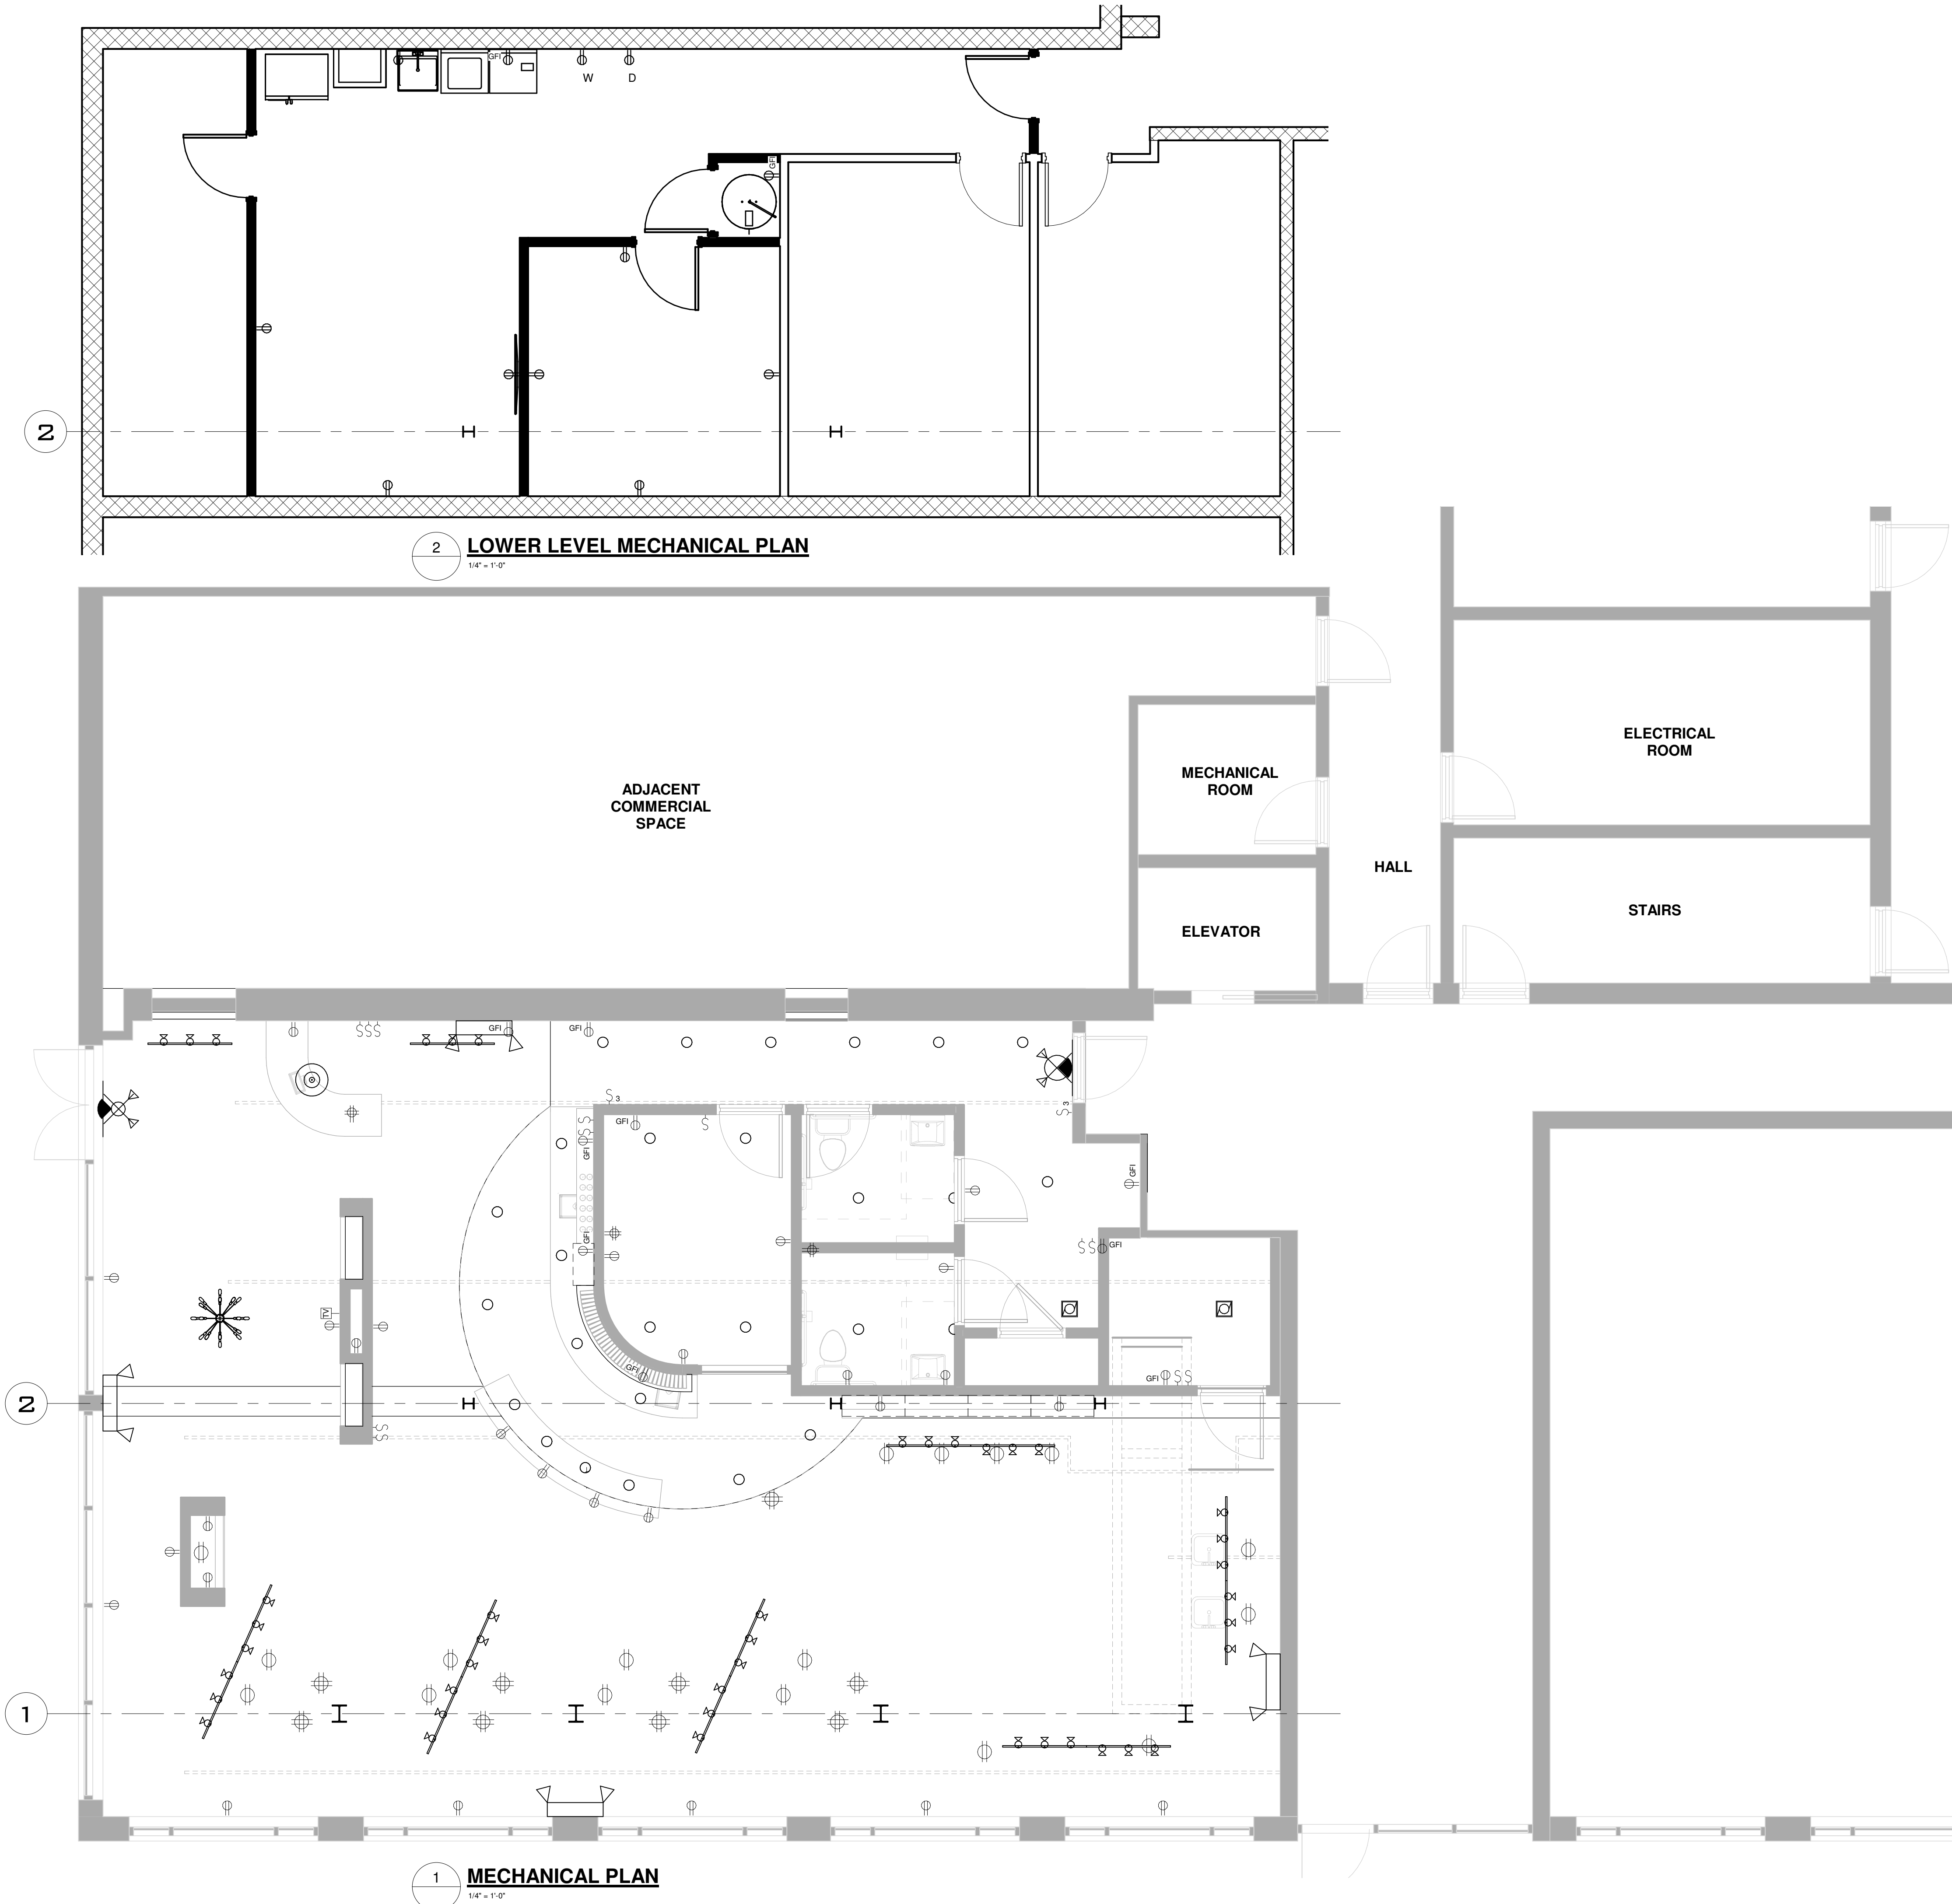 GFI
W D
GFI
2
2 LOWER LEVEL MECHANICAL PLAN
1/4" = 1'-0"
ELECTRICAL
ROOM
MECHANICAL
ROOM
ADJACENT
COMMERCIAL
SPACE
HALL
STAIRS
ELEVATOR
GFI
GFI
3
3
GFI
GFI
GFI
GFI
GFI
TV
GFI
GFI
2
1
1 MECHANICAL PLAN
1/4" = 1'-0"